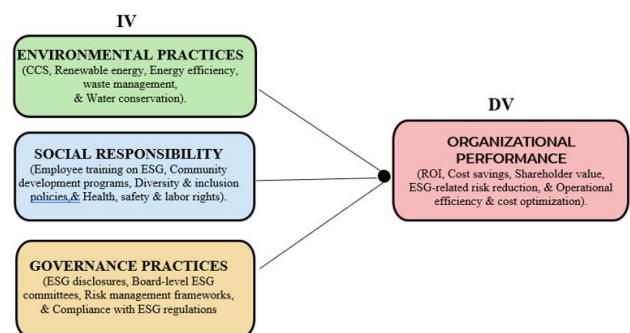 IV
ENVIRONMENTAL PRACTICES
(CCS, Renewable energy, Energy efficiency,
waste management,
& Water conservation).
DV
SOCIAL RESPONSIBILITY
(Employee training on ESG, Community
development programs, Diversity & inclusion
policies,& Health, safety & labor rights).
ORGANIZATIONAL
PERFORMANCE
(ROI, Cost savings, Shareholder value,
ESG-related risk reduction, & Operational
efficiency & cost optimization).
GOVERNANCE PRACTICES
(ESG disclosures, Board-level ESG
committees, Risk management frameworks,
& Compliance with ESG regulations